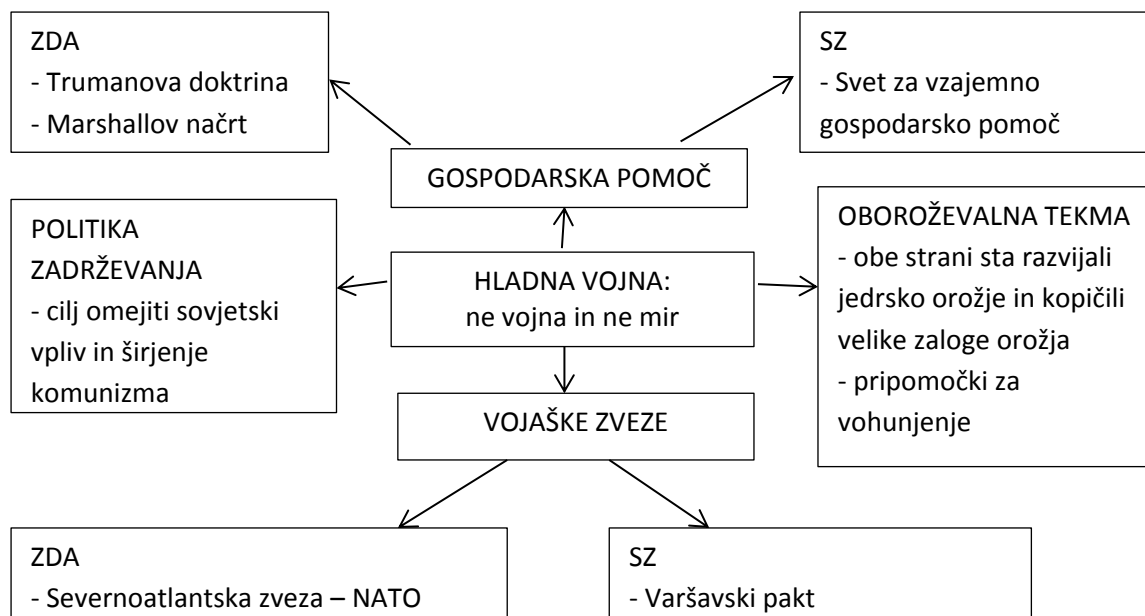 ZDA
- Trumanova doktrina
- Marshallov načrt
SZ
- Svet za vzajemno
gospodarsko pomoč
GOSPODARSKA POMOČ
POLITIKA
ZADRŽEVANJA
- cilj omejiti sovjetski
vpliv in širjenje
komunizma
HLADNA VOJNA:
ne vojna in ne mir
OBOROŽEVALNA TEKMA
- obe strani sta razvijali
jedrsko orožje in kopičili
velike zaloge orožja
- pripomočki za
vohunjenje
VOJAŠKE ZVEZE
ZDA
- Severnoatlantska zveza – NATO
SZ
- Varšavski pakt